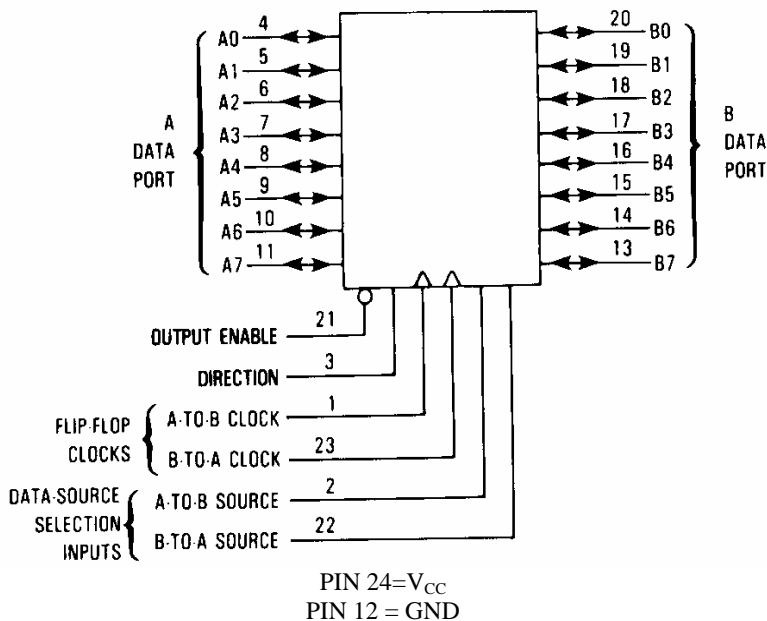 A0 4
A1 5
A2 6
A3 7
A4 8
A5 9
A6 10
A7 11
A
DATA
PORT
20 B0
19 B1
18 B2
17 B3
16 B4
15 B5
14 B6
13 B7
B
DATA
PORT
OUTPUT ENABLE 21
DIRECTION 3
FLIP-FLOP
CLOCKS
A-TO-B CLOCK 1
B-TO-A CLOCK 23
DATA-SOURCE
SELECTION
INPUTS
A-TO-B SOURCE 2
B-TO-A SOURCE 22
PIN 24=VCC
PIN 12 = GND